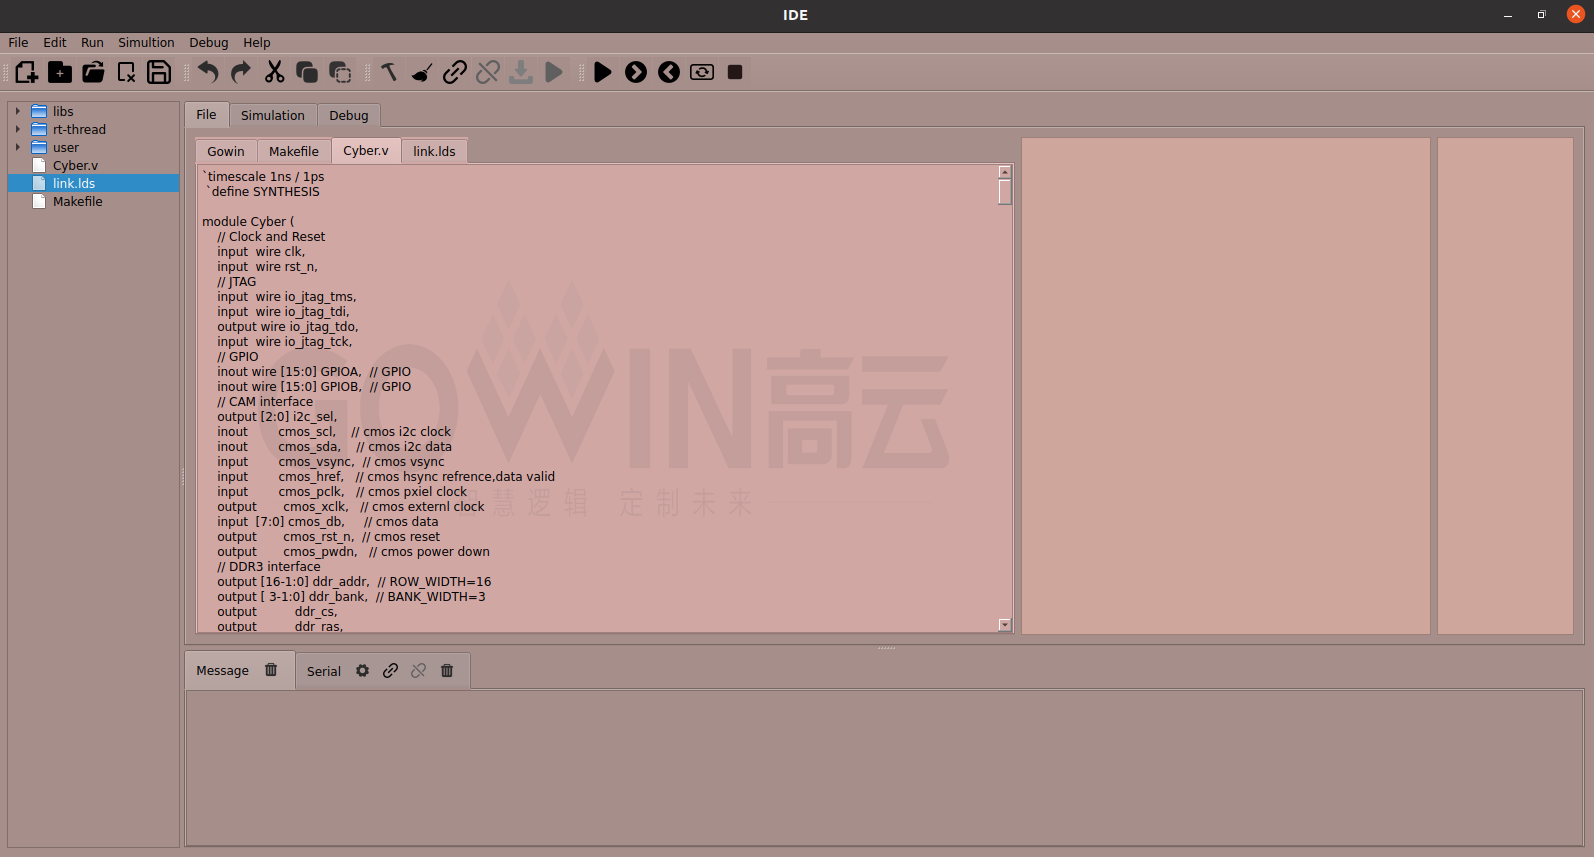 IDE
File Edit Run Simultion Debug Help
libs
rt-thread
user
Cyber.v
link.lds
Makefile
File Simulation Debug
Gowin Makefile Cyber.v link.lds
`timescale 1ns / 1ps
`define SYNTHESIS
module Cyber (
// Clock and Reset
input wire clk,
input wire rst_n,
// JTAG
input wire io_jtag_tms,
input wire io_jtag_tdi,
output wire io_jtag_tdo,
input wire io_jtag_tck,
// GPIO
inout wire [15:0] GPIOA, // GPIO
inout wire [15:0] GPIOB, // GPIO
// CAM interface
output [2:0] i2c_sel,
inout cmos_scl, // cmos i2c clock
inout cmos_sda, // cmos i2c data
input cmos_vsync, // cmos vsync
input cmos_href, // cmos hsync refrence,data valid
input cmos_pclk, // cmos pxiel clock
output cmos_xclk, // cmos externl clock
input [7:0] cmos_db, // cmos data
output cmos_rst_n, // cmos reset
output cmos_pwdn, // cmos power down
// DDR3 interface
output [16-1:0] ddr_addr, // ROW_WIDTH=16
output [ 3-1:0] ddr_bank, // BANK_WIDTH=3
output ddr_cs,
output ddr_ras,
GOWIN高云
智慧逻辑 定制未来
Message Serial